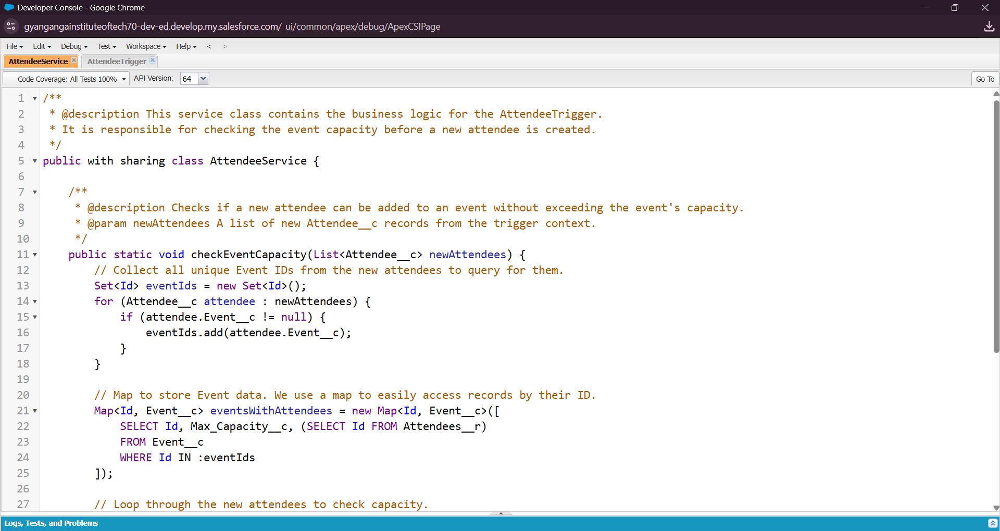 Developer Console - Google Chrome
gyangangainstituteoftech70-dev-ed.develop.my.salesforce.com/_ui/common/apex/debug/ApexCSIPage
File Edit Debug Test Workspace Help < >
AttendeeService AttendeeTrigger
Code Coverage: All Tests 100% API Version: 64 Go To
1 /**
2 * @description This service class contains the business logic for the AttendeeTrigger.
3 * It is responsible for checking the event capacity before a new attendee is created.
4 */
5 public with sharing class AttendeeService {
6
7 /**
8 * @description Checks if a new attendee can be added to an event without exceeding the event's capacity.
9 * @param newAttendees A list of new Attendee__c records from the trigger context.
10 */
11 public static void checkEventCapacity(List<Attendee__c> newAttendees) {
12 // Collect all unique Event IDs from the new attendees to query for them.
13 Set<Id> eventIds = new Set<Id>();
14 for (Attendee__c attendee : newAttendees) {
15 if (attendee.Event__c != null) {
16 eventIds.add(attendee.Event__c);
17 }
18 }
19
20 // Map to store Event data. We use a map to easily access records by their ID.
21 Map<Id, Event__c> eventsWithAttendees = new Map<Id, Event__c>([
22 SELECT Id, Max_Capacity__c, (SELECT Id FROM Attendees__r)
23 FROM Event__c
24 WHERE Id IN :eventIds
25 ]);
26
27 // Loop through the new attendees to check capacity.
Logs, Tests, and Problems